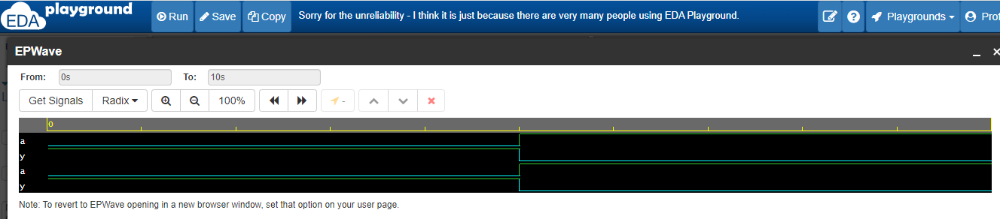 EDA playground
Run Save Copy Sorry for the unreliability - I think it is just because there are very many people using EDA Playground. ? Playgrounds Prof
EPWave
From: 0s To: 10s
Get Signals Radix 100% -
0
a
y
a
y
Note: To revert to EPWave opening in a new browser window, set that option on your user page.